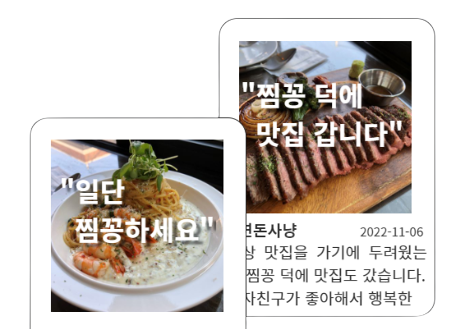 "찜꽁 덕에
맛집 갑니다"
"일단
찜꽁하세요"
면돈사냥 2022-11-06
상 맛집을 가기에 두려웠는
찜꽁 덕에 맛집도 갔습니다.
자친구가 좋아해서 행복한